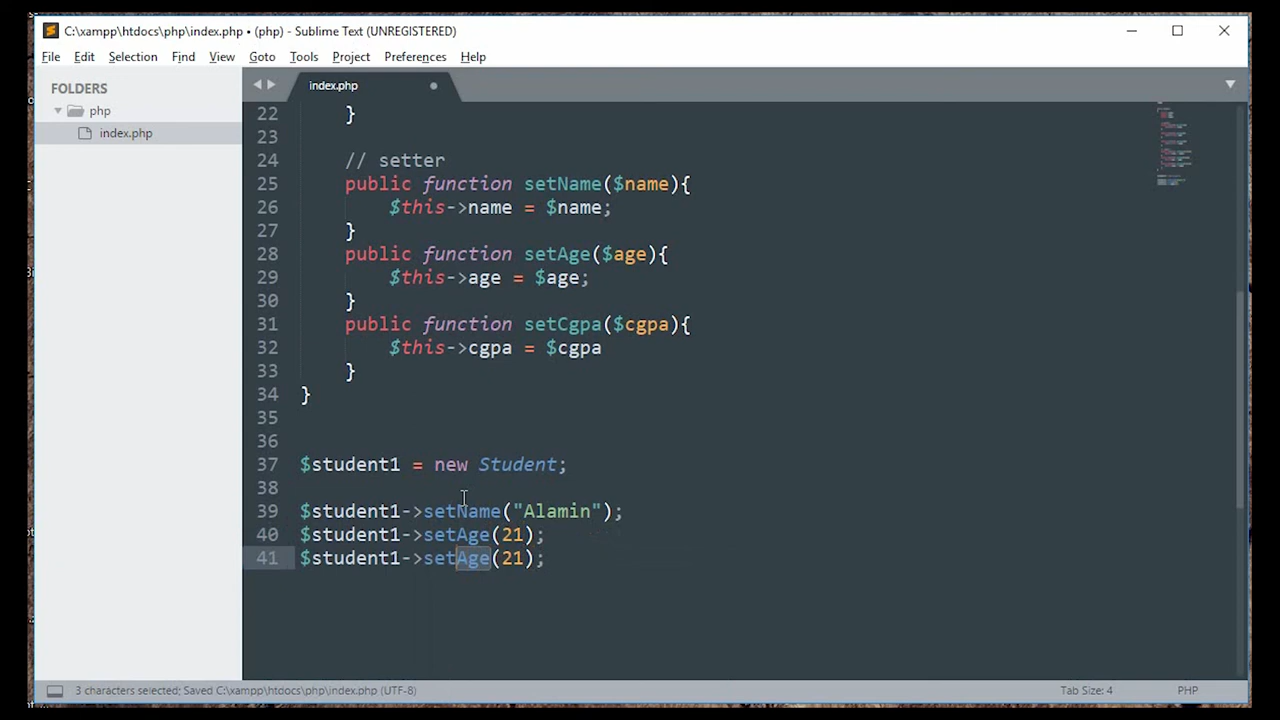 C:\xampp\htdocs\php\index.php • (php) - Sublime Text (UNREGISTERED)
File Edit Selection Find View Goto Tools Project Preferences Help
FOLDERS
php
index.php
index.php
22 }
23
24 // setter
25 public function setName($name){
26 $this->name = $name;
27 }
28 public function setAge($age){
29 $this->age = $age;
30 }
31 public function setCgpa($cgpa){
32 $this->cgpa = $cgpa
33 }
34 }
35
36
37 $student1 = new Student;
38
39 $student1->setName("Alamin");
40 $student1->setAge(21);
41 $student1->setAge(21);
3 characters selected; Saved C:\xampp\htdocs\php\index.php (UTF-8)
Tab Size: 4
PHP